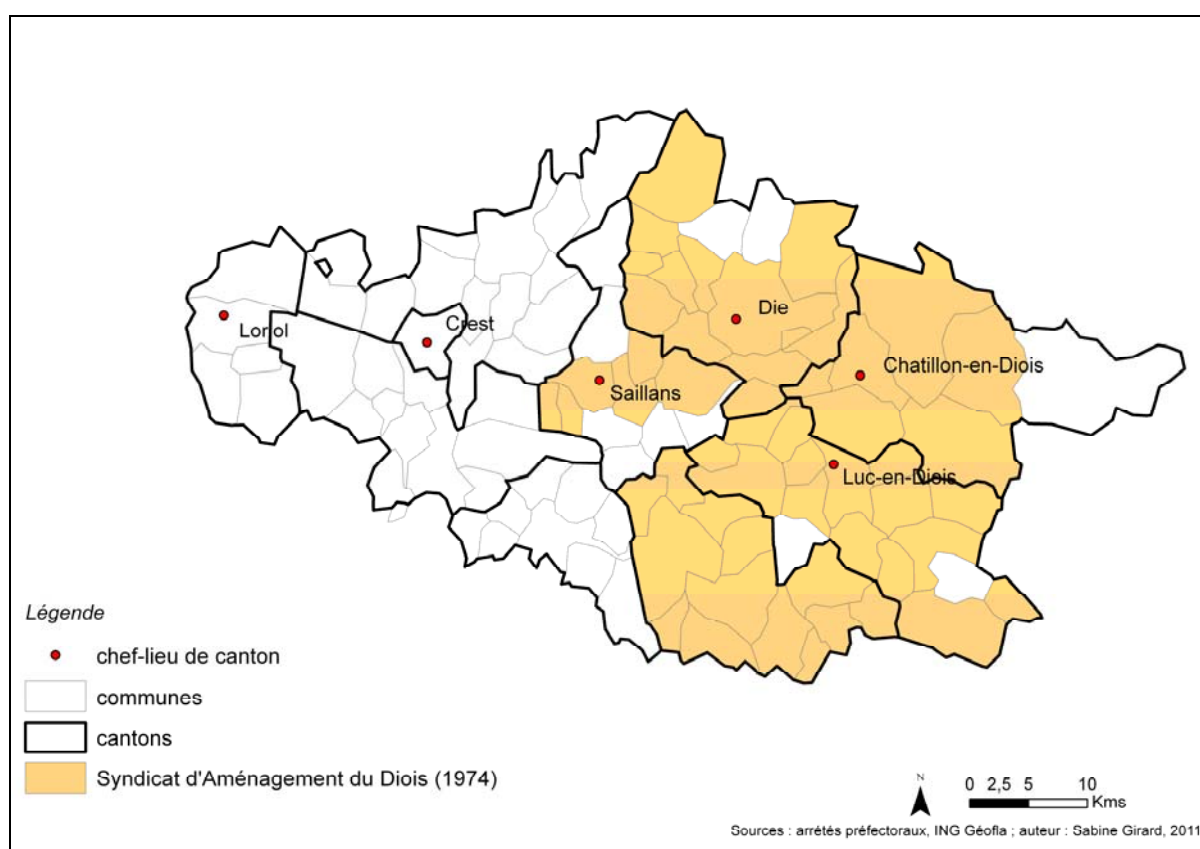 Loriol
Crest
Die
Saillans
Chatillon-en-Diois
Luc-en-Diois
Légende
chef-lieu de canton
communes
cantons
Syndicat d'Aménagement du Diois (1974)
N
0 2,5 5 10
Kms
Sources : arrêtés préfectoraux, ING Géofla ; auteur : Sabine Girard, 2011